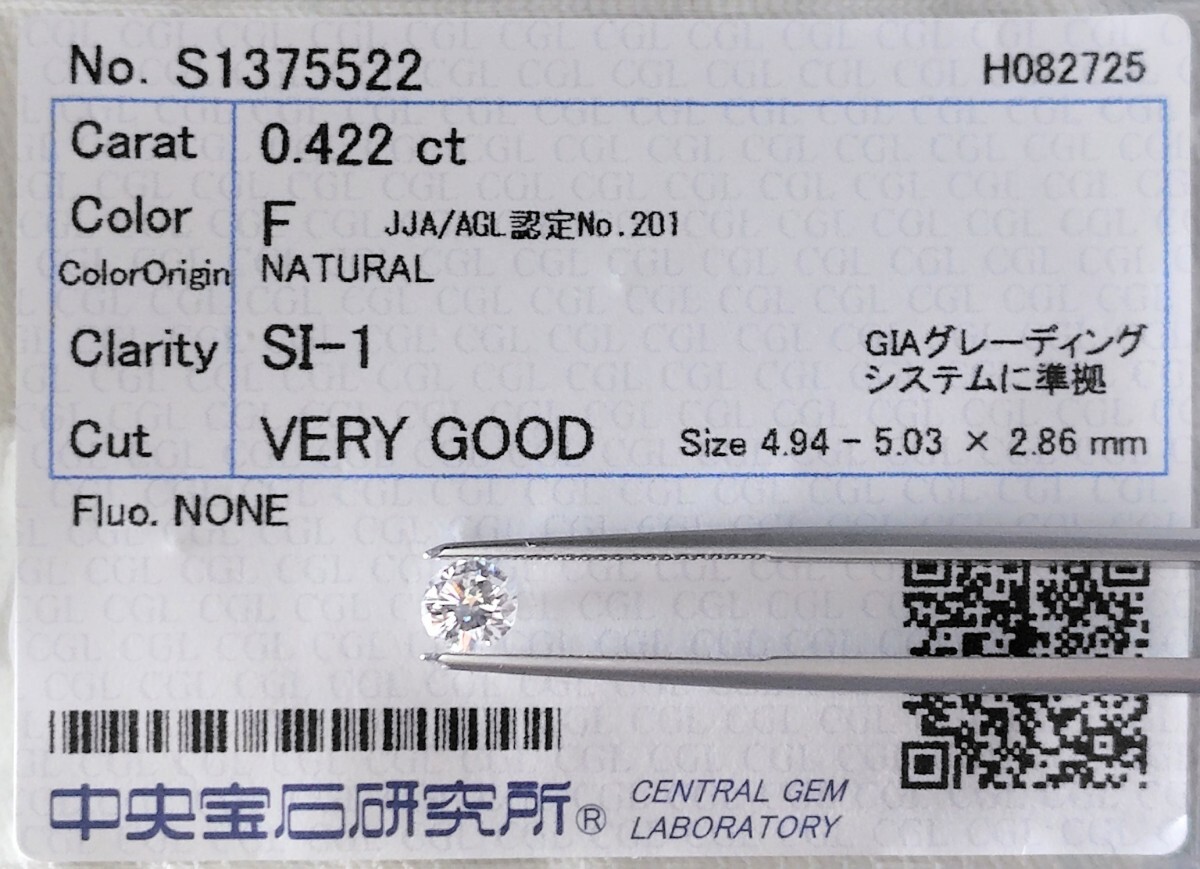 No. S1375522 H082725
Carat 0.422 ct
Color F JJA/AGL認定No.201
ColorOrigin NATURAL
Clarity SI-1 GIAグレーディング
システムに準拠
Cut VERY GOOD Size 4.94 - 5.03 × 2.86 mm
Fluo. NONE
中央宝石研究所® CENTRAL GEM
LABORATORY